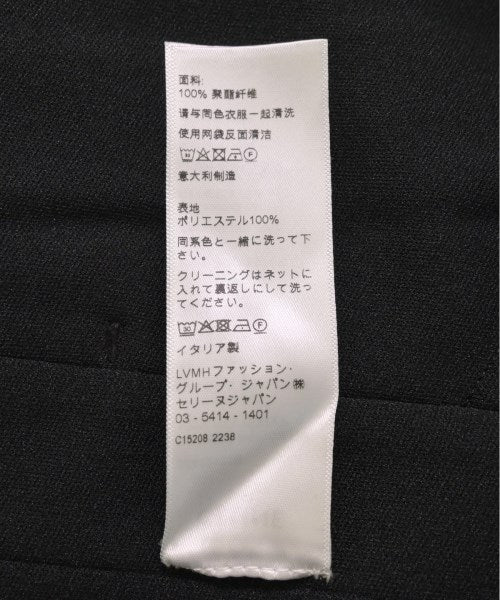 面料:
100% 聚酯纤维
请与同色衣服一起清洗
使用网袋反面清洁
意大利制造
表地
ポリエステル100%
同系色と一緒に洗って下
さい。
クリーニングはネットに
入れて裏返しにして洗っ
てください。
イタリア製
LVMHファッション・
グループ・ジャパン㈱
セリーヌジャパン
03 - 5414 - 1401
C15208 2238